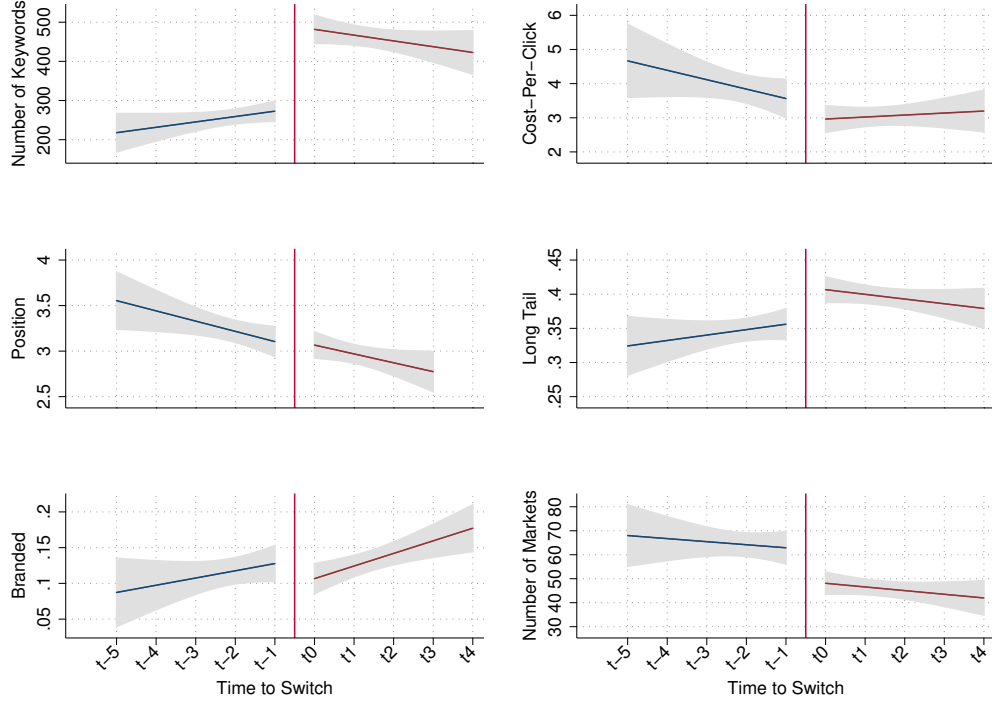 Number of Keywords
500
400
300
200
Cost−Per−Click
6
5
4
3
2
Position
4
3.5
3
2.5
Long Tail
.45
.4
.35
.3
.25
Branded
.2
.15
.1
.05
t−5 t−4 t−3 t−2 t−1 t0 t1 t2 t3 t4
Time to Switch
Number of Markets
80
70
60
50
40
30
t−5 t−4 t−3 t−2 t−1 t0 t1 t2 t3 t4
Time to Switch